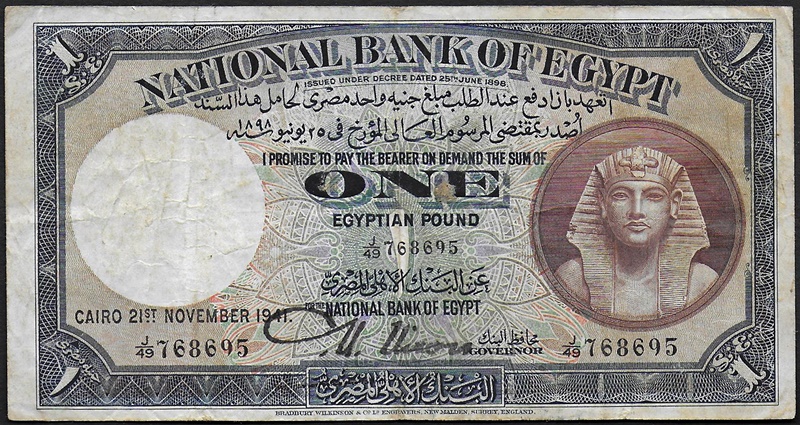 NATIONAL BANK OF EGYPT
ISSUED UNDER DECREE DATED 25TH JUNE 1898.
اتعهد بان ادفع عند الطلب مبلغ جنيه واحد مصرى لحامل هذا السند
أصدر بمقتضى المرسوم العالى المؤرخ فى ٢٥ يونيو سنة ١٨٩٨
I PROMISE TO PAY THE BEARER ON DEMAND THE SUM OF
ONE
EGYPTIAN POUND
J/49 768695
عن البنك الأهلى المصرى
FOR THE NATIONAL BANK OF EGYPT
CAIRO 21ST NOVEMBER 1941.
محافظ البنك
GOVERNOR
J/49 768695
J/49 768695
البنك الأهلى المصرى
BRADBURY WILKINSON & Co Ld ENGRAVERS, NEW MALDEN, SURREY, ENGLAND.